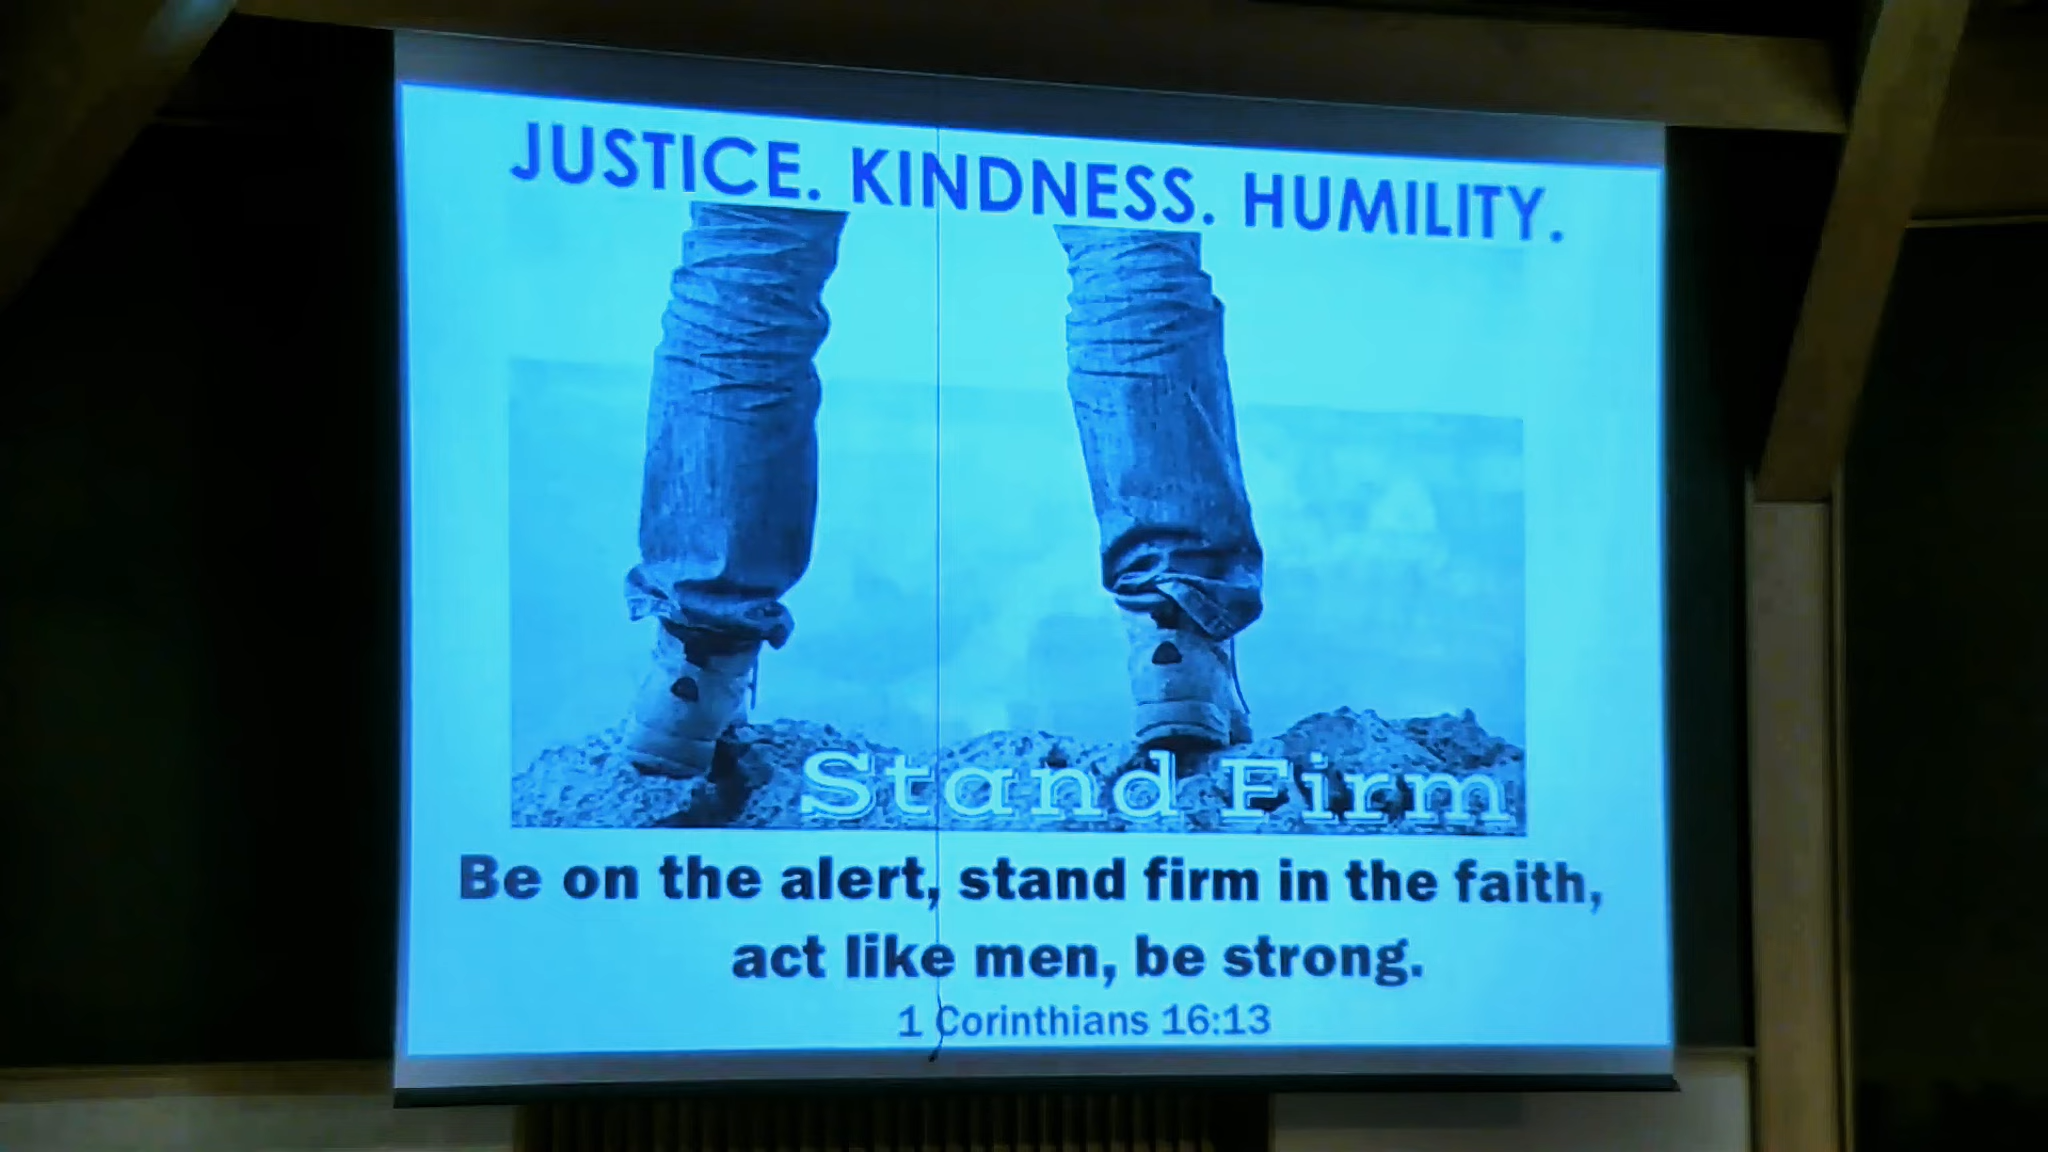 JUSTICE. KINDNESS. HUMILITY.
Stand Firm
Be on the alert, stand firm in the faith,
act like men, be strong.
1 Corinthians 16:13